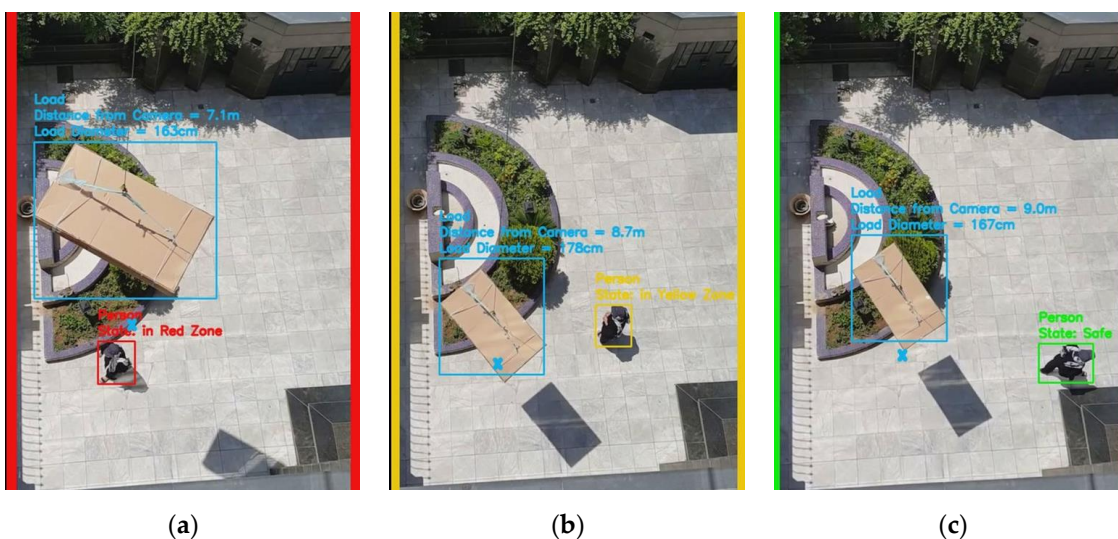 Load
Distance from Camera = 7.1m
Load Diameter = 163cm
Person
State: in Red Zone
Load
Distance from Camera = 8.7m
Load Diameter = 178cm
Person
State: in Yellow Zone
Load
Distance from Camera = 9.0m
Load Diameter = 167cm
Person
State: Safe
(a)
(b)
(c)